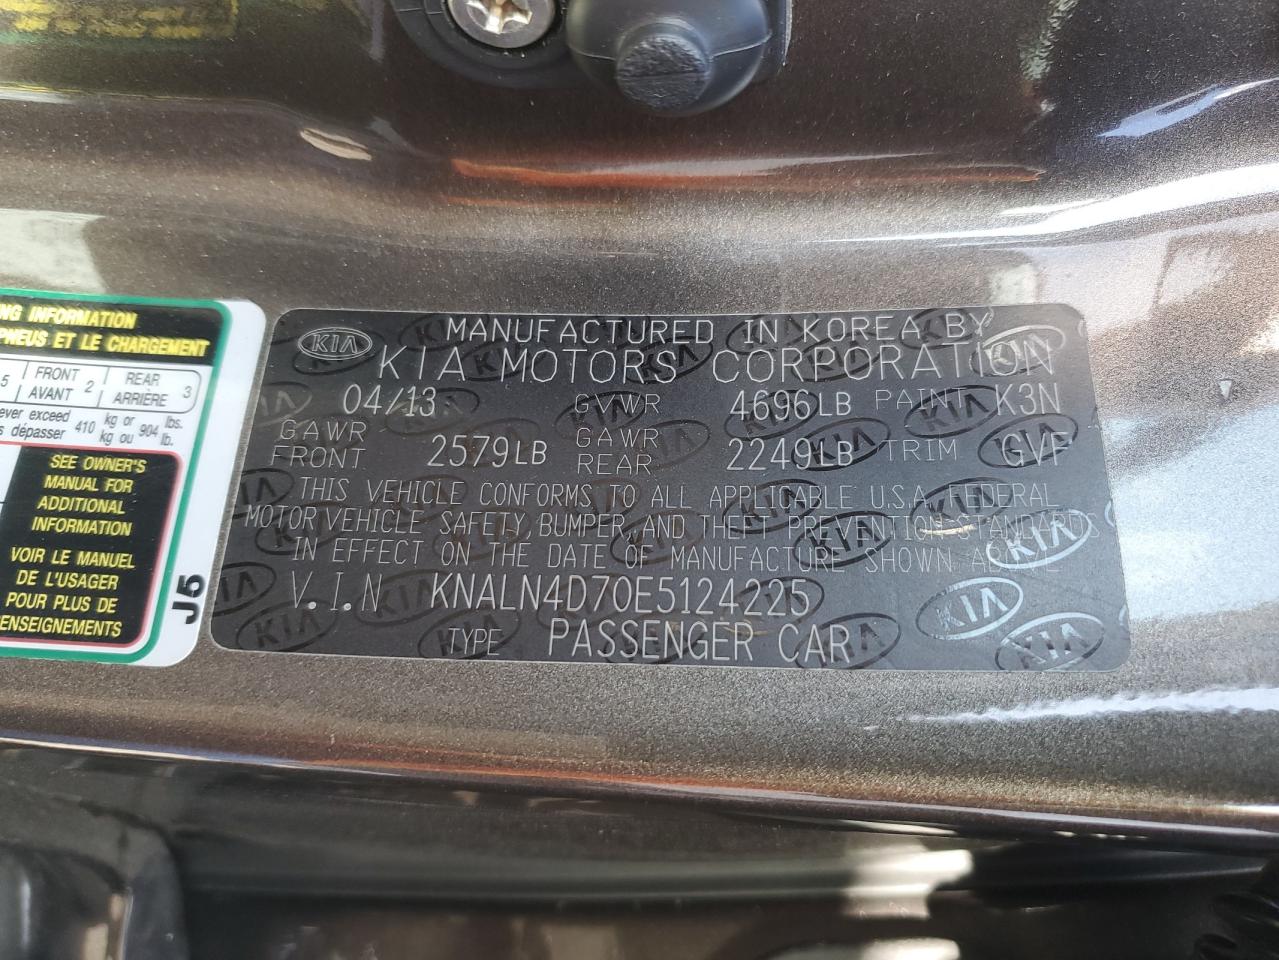 NG INFORMATION
PNEUS ET LE CHARGEMENT
5 FRONT 2 REAR 3
AVANT ARRIÈRE
ever exceed 410 kg or 904 lbs.
s dépasser kg ou lb.
SEE OWNER'S
MANUAL FOR
ADDITIONAL
INFORMATION
VOIR LE MANUEL
DE L'USAGER
POUR PLUS DE
ENSEIGNEMENTS
J5
KIA
MANUFACTURED IN KOREA BY
KIA MOTORS CORPORATION
04/13 GVWR 4696LB PAINT K3N
GAWR FRONT 2579LB GAWR REAR 2249LB TRIM GVF
THIS VEHICLE CONFORMS TO ALL APPLICABLE U.S.A. FEDERAL
MOTOR VEHICLE SAFETY, BUMPER, AND THEFT PREVENTION STANDARDS
IN EFFECT ON THE DATE OF MANUFACTURE SHOWN ABOVE
V.I.N KNALN4D70E5124225
TYPE PASSENGER CAR